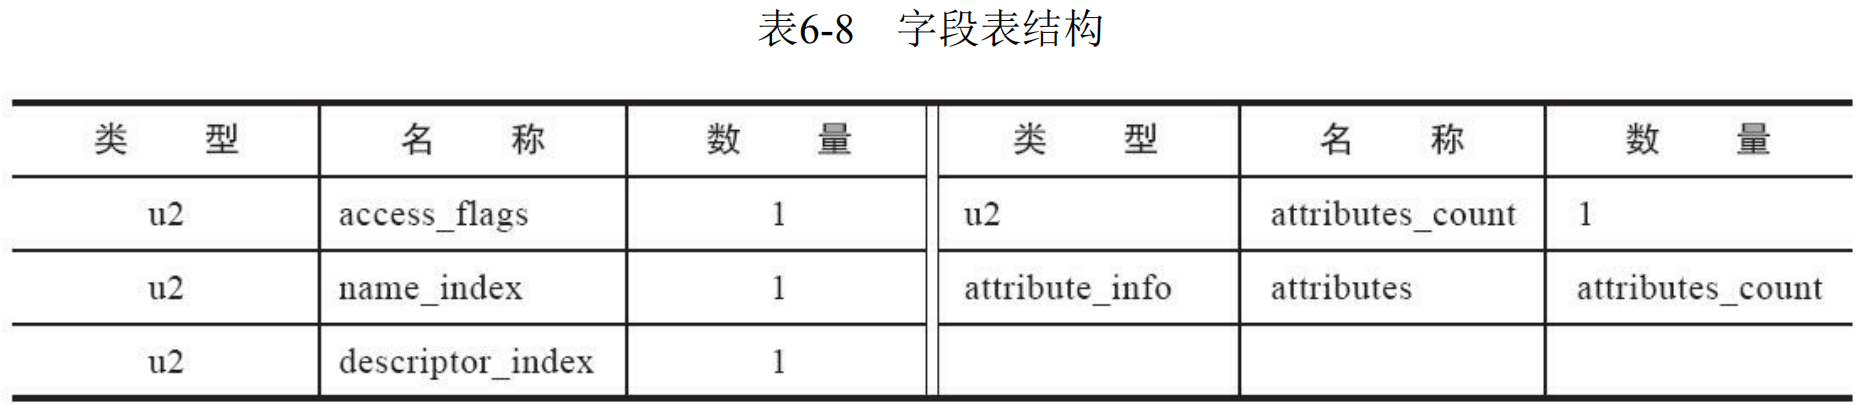 表6-8 字段表结构
类 型 名 称 数 量 类 型 名 称 数 量
u2 access_flags 1 u2 attributes_count 1
u2 name_index 1 attribute_info attributes attributes_count
u2 descriptor_index 1